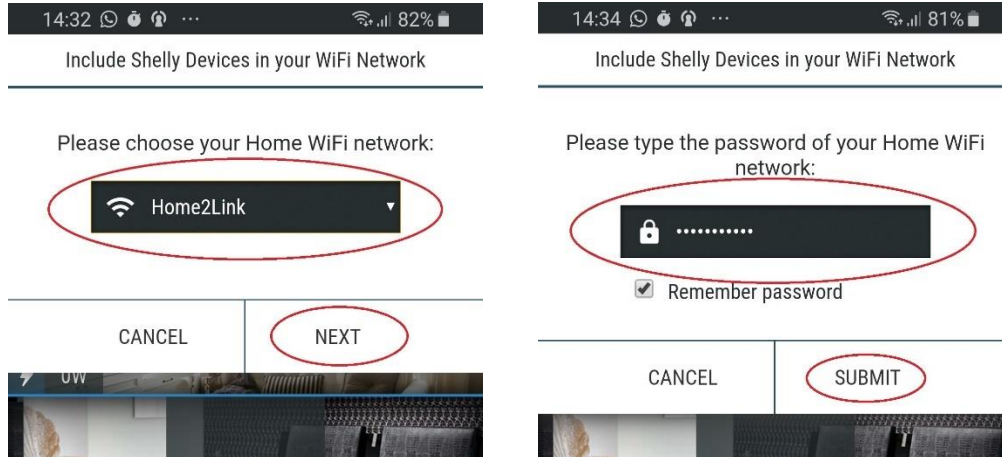 14:32 ... 82%
Include Shelly Devices in your WiFi Network
Please choose your Home WiFi network:
Home2Link
CANCEL NEXT
0W
14:34 ... 81%
Include Shelly Devices in your WiFi Network
Please type the password of your Home WiFi
network:
...........
Remember password
CANCEL SUBMIT